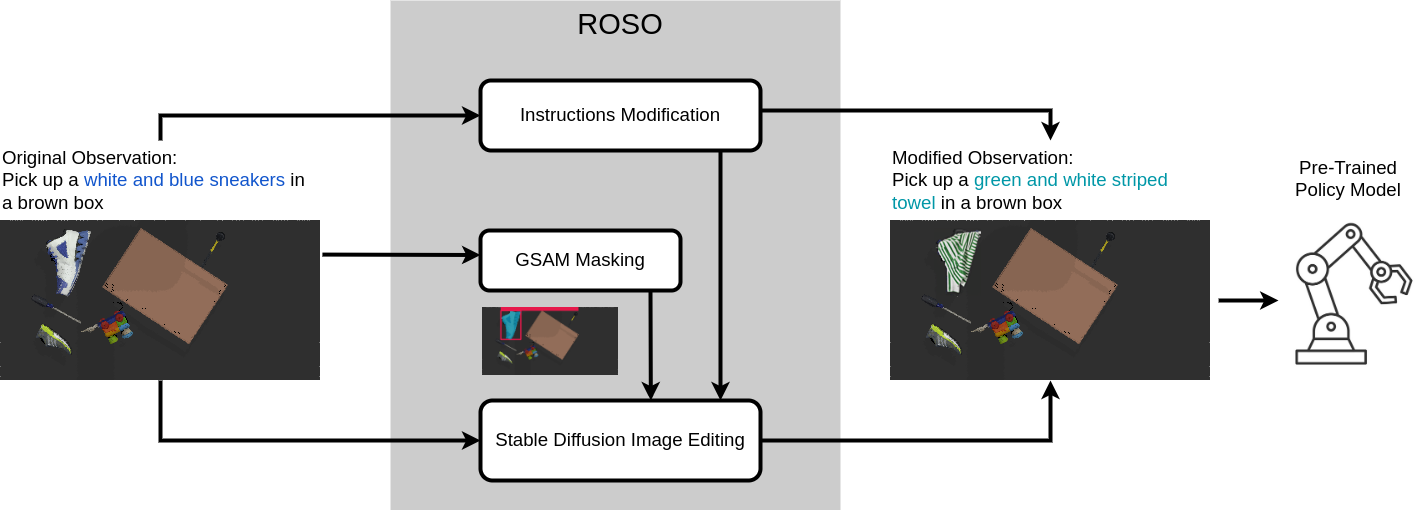 ROSO
Instructions Modification
Original Observation:
Pick up a white and blue sneakers in
a brown box
GSAM Masking
Stable Diffusion Image Editing
Modified Observation:
Pick up a green and white striped
towel in a brown box
Pre-Trained
Policy Model